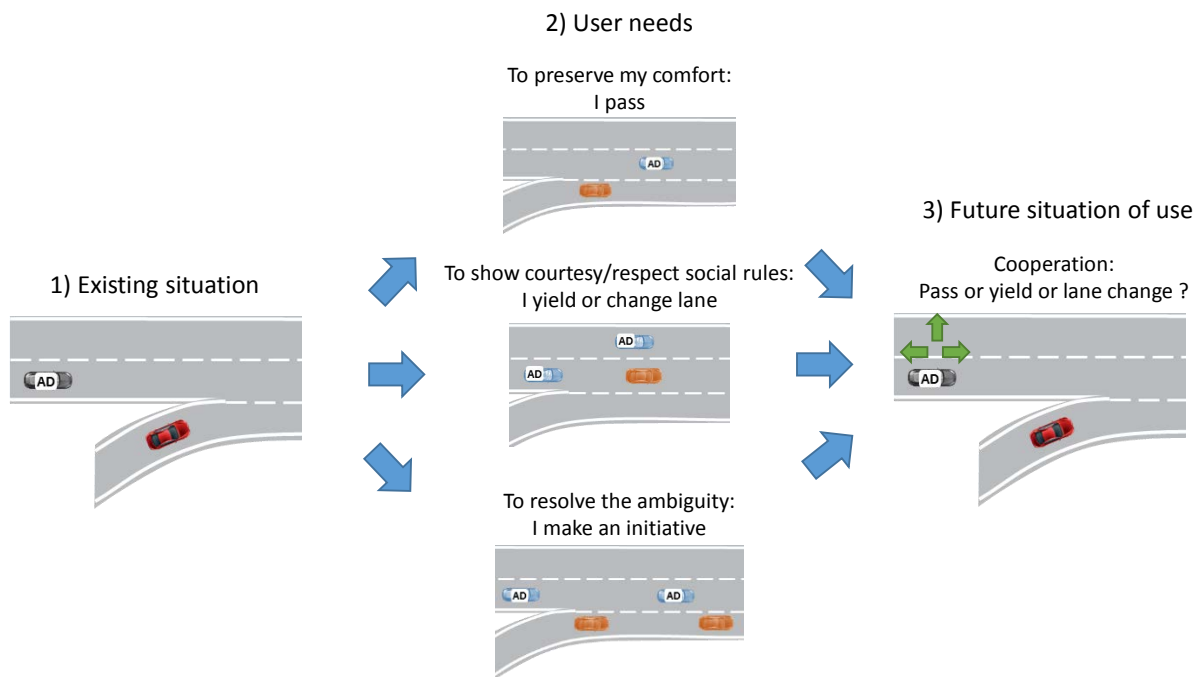 2) User needs
To preserve my comfort:
I pass
AD
3) Future situation of use
1) Existing situation
To show courtesy/respect social rules:
I yield or change lane
Cooperation:
Pass or yield or lane change ?
AD
AD
AD
AD
To resolve the ambiguity:
I make an initiative
AD
AD